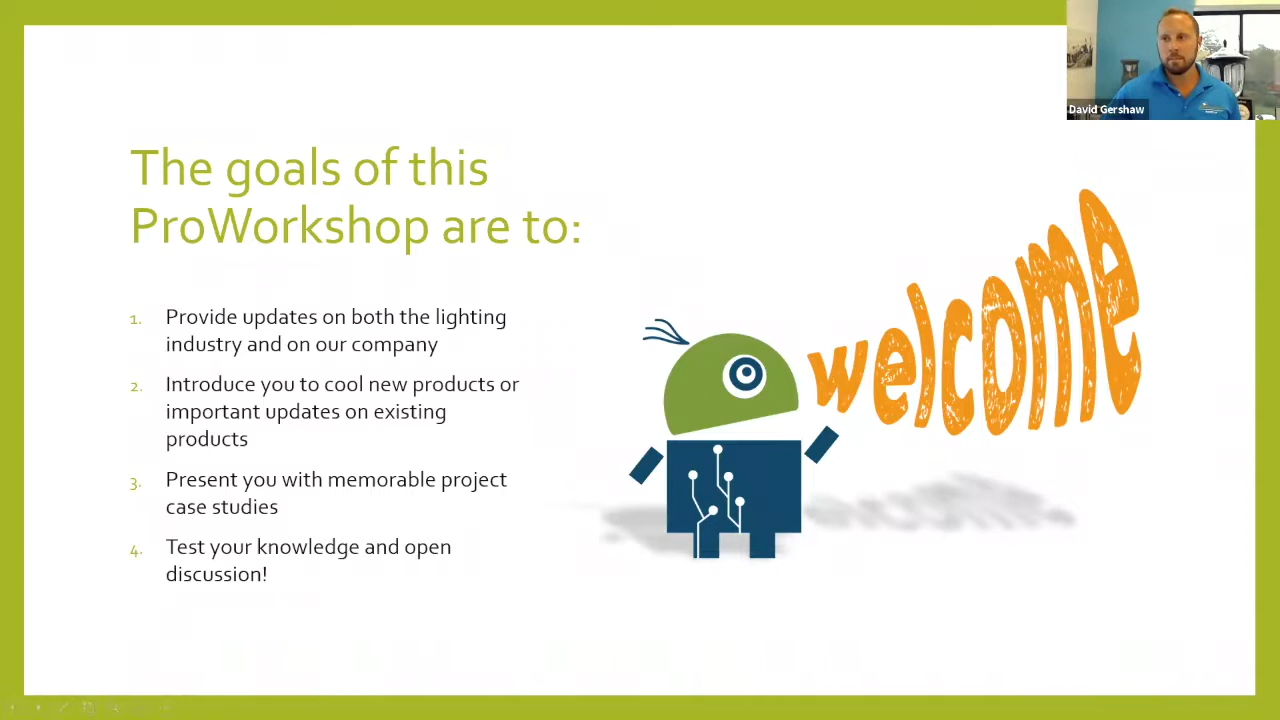 David Gershaw
The goals of this
ProWorkshop are to:
1. Provide updates on both the lighting
industry and on our company
2. Introduce you to cool new products or
important updates on existing
products
3. Present you with memorable project
case studies
4. Test your knowledge and open
discussion!
welcome